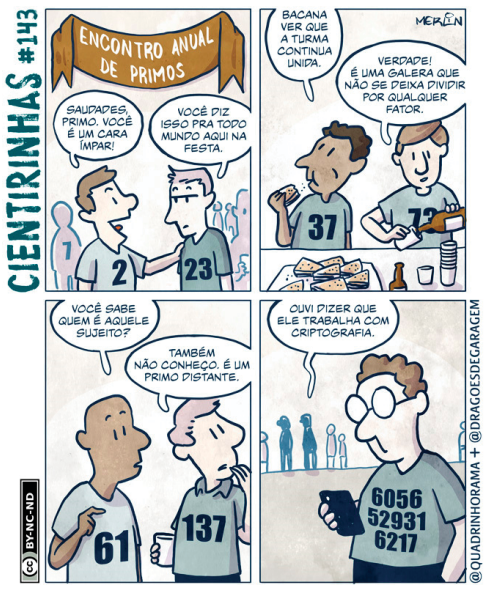 CIENTIRINHAS #143
ENCONTRO ANUAL
DE PRIMOS
SAUDADES,
PRIMO. VOCÊ
É UM CARA
ÍMPAR!
VOCÊ DIZ
ISSO PRA TODO
MUNDO AQUI NA
FESTA.
7
2
23
BACANA
VER QUE
A TURMA
CONTINUA
UNIDA.
MERLIN
VERDADE!
É UMA GALERA QUE
NÃO SE DEIXA DIVIDIR
POR QUALQUER
FATOR.
37
VOCÊ SABE
QUEM É AQUELE
SUJEITO?
TAMBÉM
NÃO CONHEÇO. É UM
PRIMO DISTANTE.
61
137
OUVI DIZER QUE
ELE TRABALHA COM
CRIPTOGRAFIA.
6056
52931
6217
cc BY-NC-ND
@QUADRINHORAMA + @DRAGOESDEGARAGEM